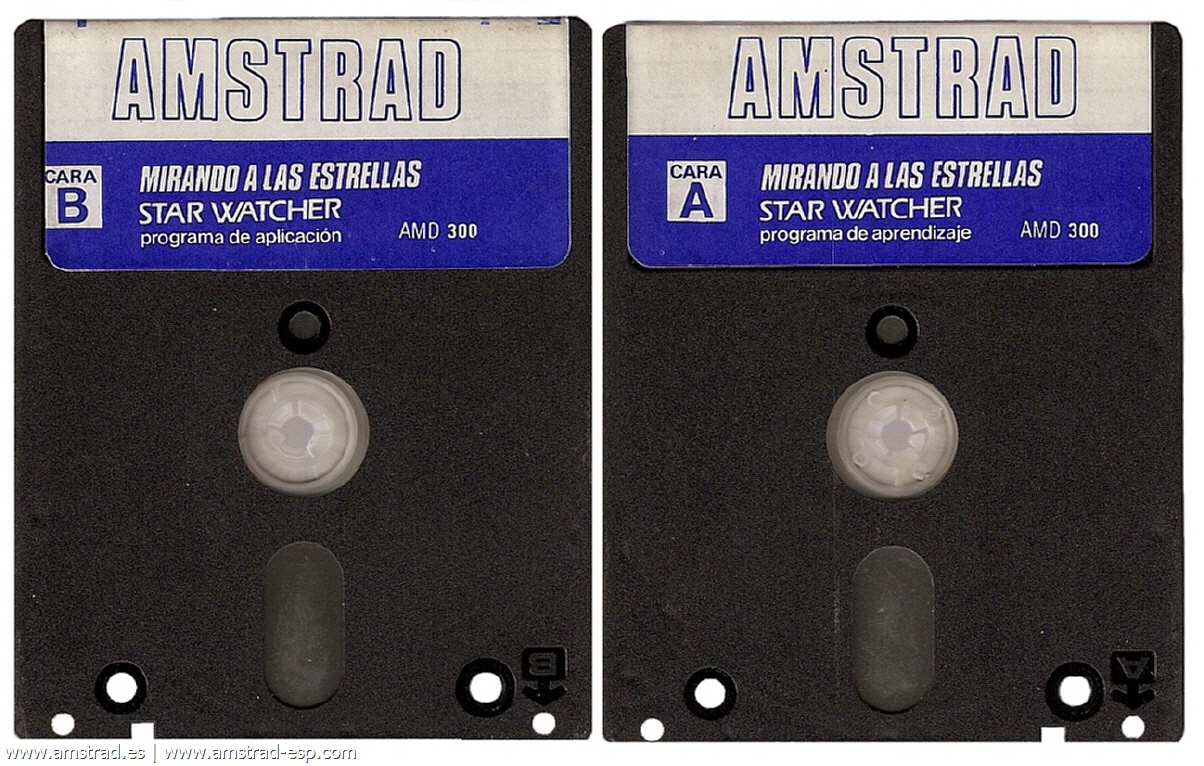 AMSTRAD
CARA
B
MIRANDO A LAS ESTRELLAS
STAR WATCHER
programa de aplicación
AMD 300
B
AMSTRAD
CARA
A
MIRANDO A LAS ESTRELLAS
STAR WATCHER
programa de aprendizaje
AMD 300
A
www.amstrad.es | www.amstrad-esp.com